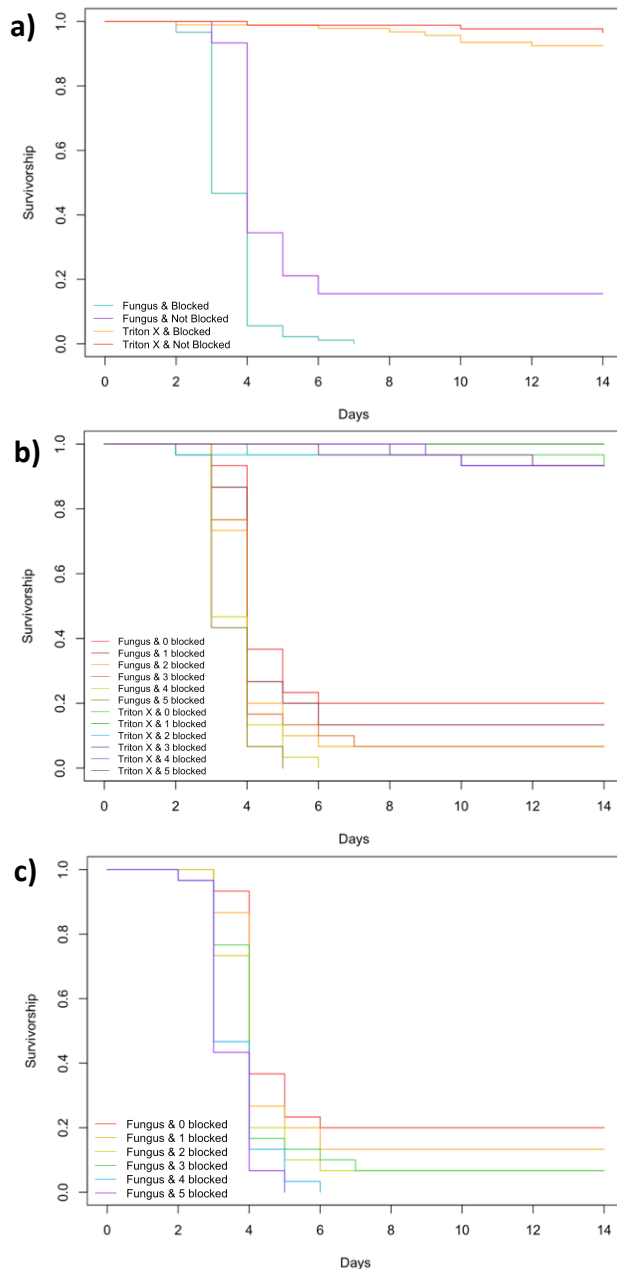 a)
1.0
0.8
0.6
0.4
0.2
0.0
Survivorship
Fungus & Blocked
Fungus & Not Blocked
Triton X & Blocked
Triton X & Not Blocked
0 2 4 6 8 10 12 14
Days
b)
1.0
0.8
0.6
0.4
0.2
0.0
Survivorship
Fungus & 0 blocked
Fungus & 1 blocked
Fungus & 2 blocked
Fungus & 3 blocked
Fungus & 4 blocked
Fungus & 5 blocked
Triton X & 0 blocked
Triton X & 1 blocked
Triton X & 2 blocked
Triton X & 3 blocked
Triton X & 4 blocked
Triton X & 5 blocked
0 2 4 6 8 10 12 14
Days
c)
1.0
0.8
0.6
0.4
0.2
0.0
Survivorship
Fungus & 0 blocked
Fungus & 1 blocked
Fungus & 2 blocked
Fungus & 3 blocked
Fungus & 4 blocked
Fungus & 5 blocked
0 2 4 6 8 10 12 14
Days